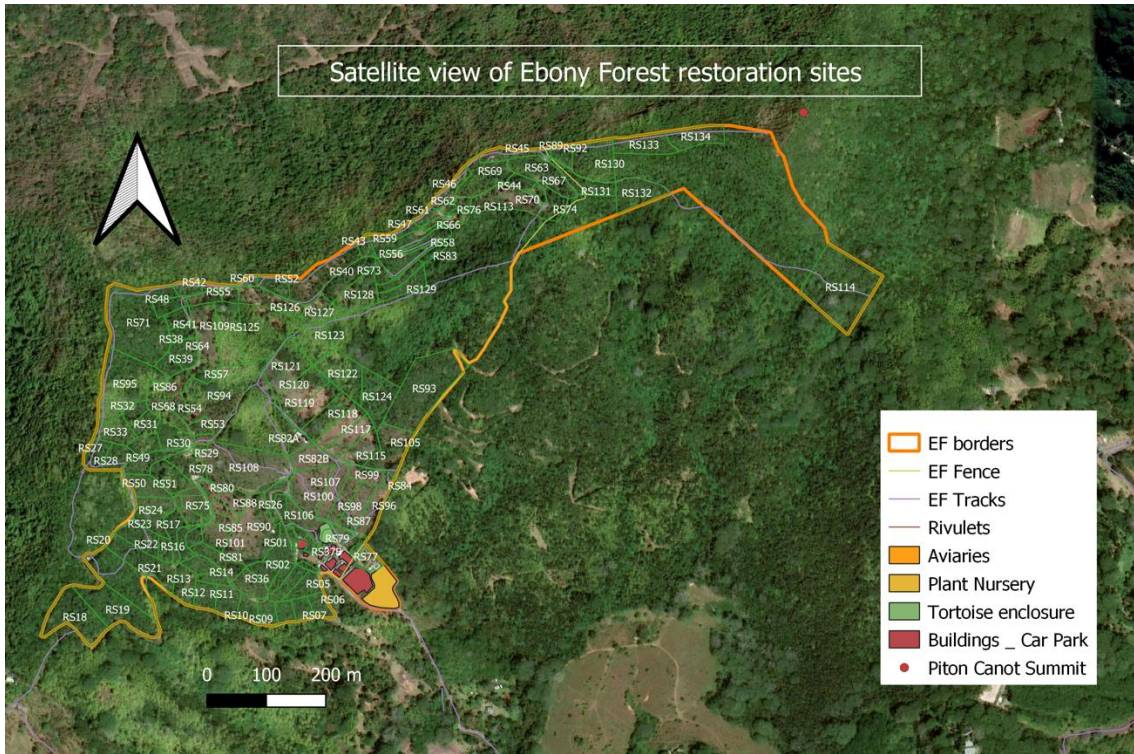 Satellite view of Ebony Forest restoration sites
RS134
RS45
RS89
RS92
RS133
RS130
RS63
RS69
RS67
RS44
RS46
RS131
RS132
RS70
RS62
RS113
RS76
RS74
RS61
RS47
RS66
RS59
RS43
RS58
RS56
RS83
RS40
RS73
RS52
RS60
RS42
RS129
RS128
RS55
RS48
RS114
RS126
RS127
RS71
RS41
RS109
RS125
RS123
RS38
RS64
RS39
RS121
RS57
RS122
RS120
RS95
RS86
RS93
RS94
RS124
RS119
RS32
RS68
RS54
RS118
RS31
RS53
RS117
RS33
RS82A
RS105
RS30
RS27
RS29
RS115
RS28
RS49
RS82B
RS78
RS108
RS99
RS50
RS51
RS107
RS84
RS80
RS100
RS88
RS26
RS75
RS98
RS96
RS24
RS106
RS23
RS17
RS87
RS85
RS90
RS20
RS79
RS22
RS16
RS101
RS01
RS37B
RS81
RS77
RS02
RS21
RS14
RS13
RS36
RS05
RS12
RS11
RS06
RS19
RS18
RS10
RS09
RS07
0 100 200 m
EF borders
EF Fence
EF Tracks
Rivulets
Aviaries
Plant Nursery
Tortoise enclosure
Buildings _ Car Park
Piton Canot Summit